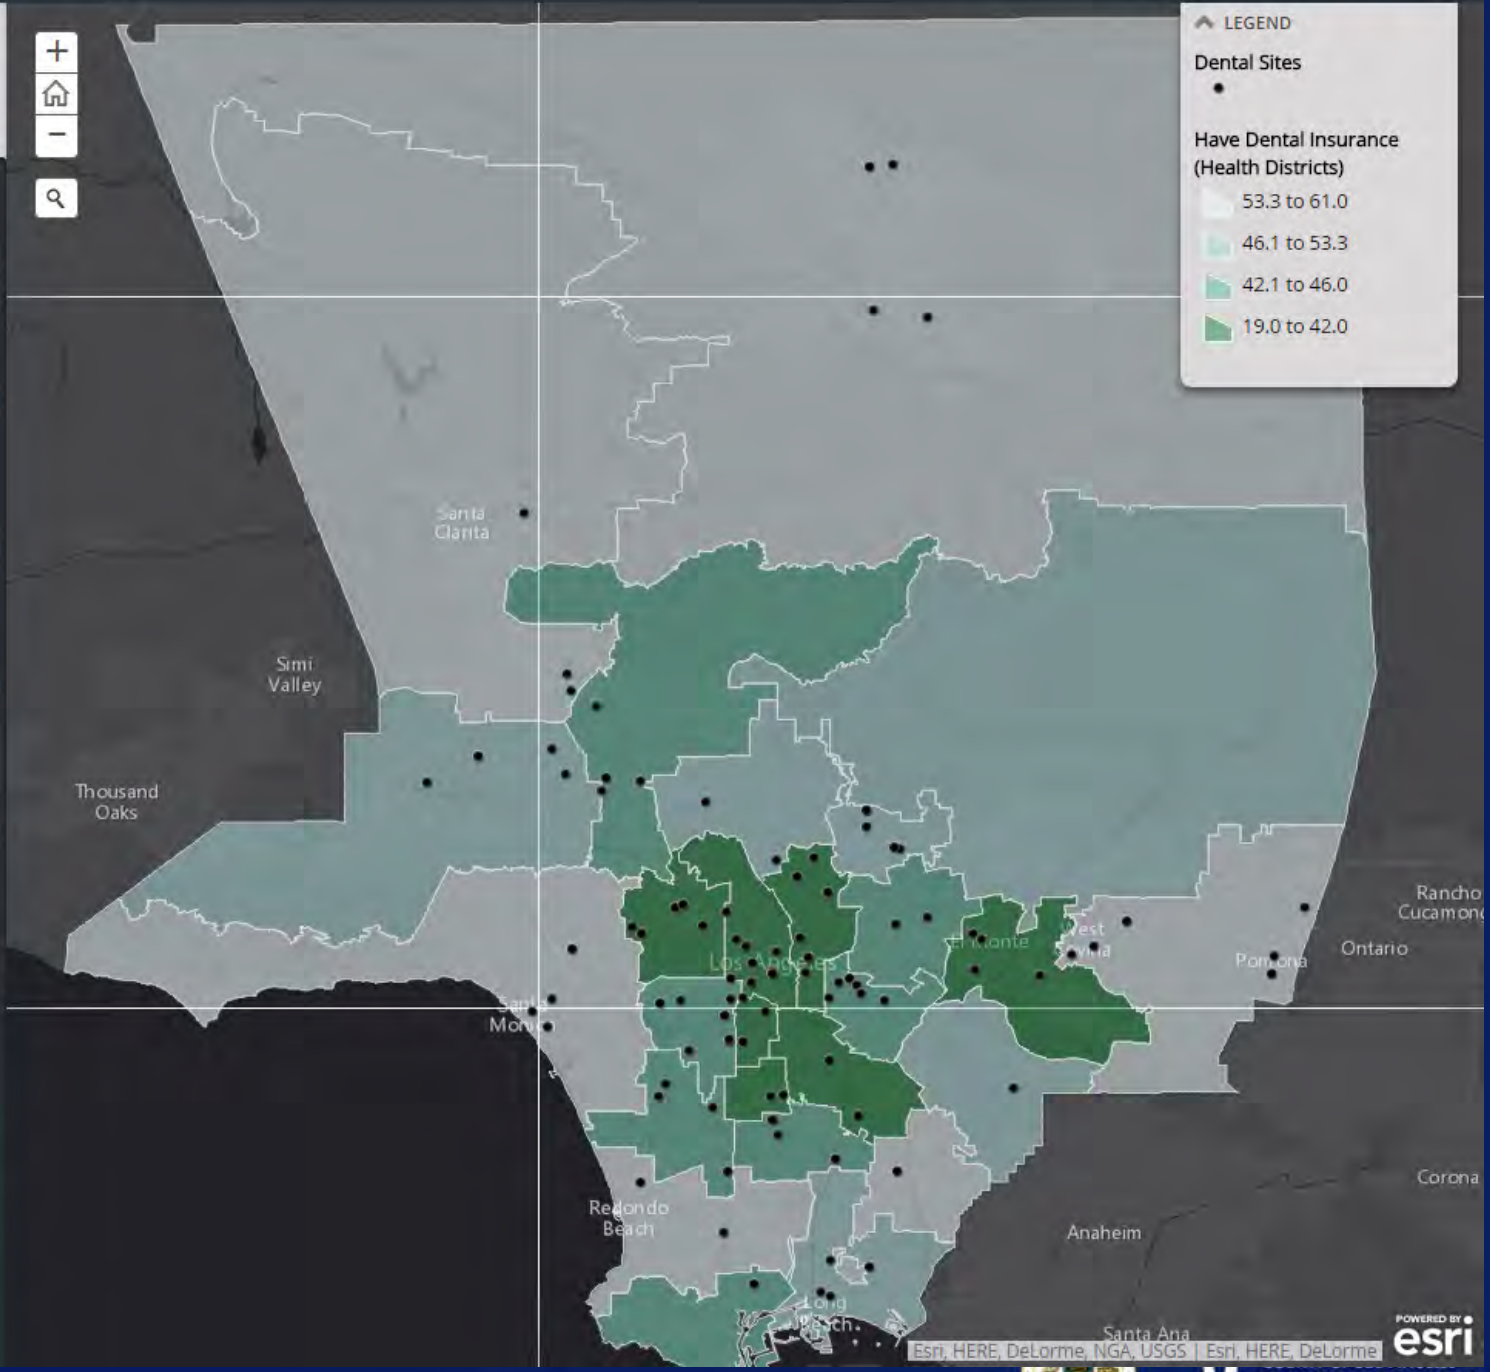 +
−
LEGEND
Dental Sites
Have Dental Insurance
(Health Districts)
53.3 to 61.0
46.1 to 53.3
42.1 to 46.0
19.0 to 42.0
Santa
Clarita
Simi
Valley
Thousand
Oaks
Rancho
Cucamong
El Monte
West
Covina
Ontario
Los Angeles
Pomona
Santa
Monica
Corona
Redondo
Beach
Anaheim
Long
Beach
Santa Ana
POWERED BY
esri
Esri, HERE, DeLorme, NGA, USGS | Esri, HERE, DeLorme